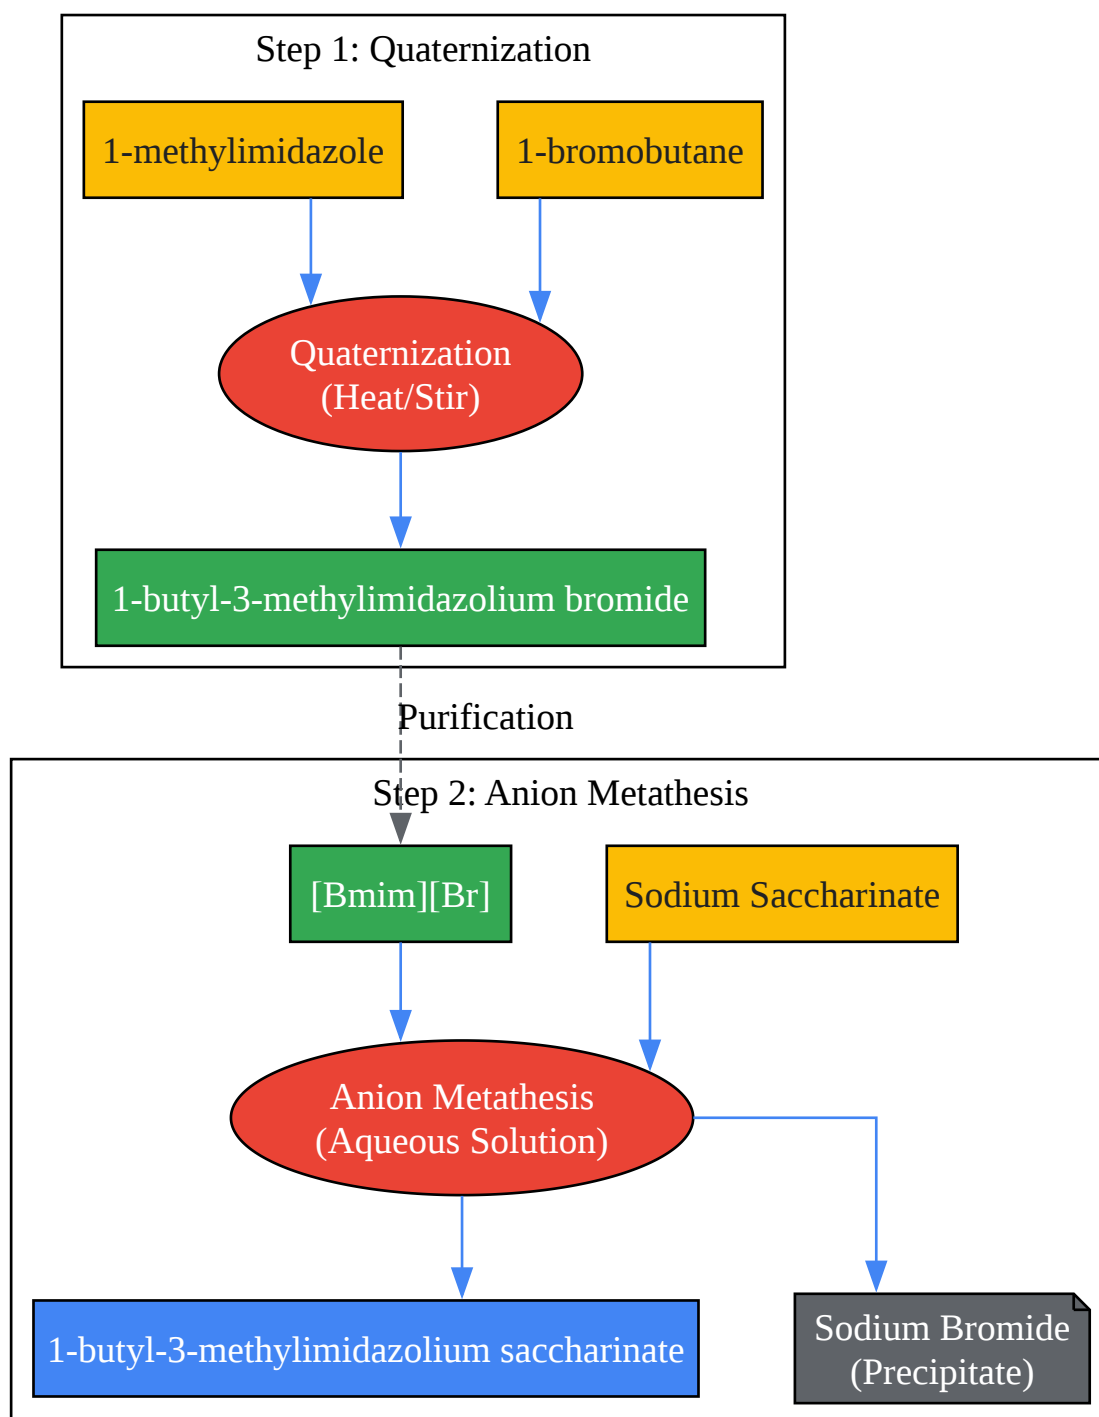 Step 1: Quaternization
1-methylimidazole
1-bromobutane
Quaternization
(Heat/Stir)
1-butyl-3-methylimidazolium bromide
Purification
Step 2: Anion Metathesis
[Bmim][Br]
Sodium Saccharinate
Anion Metathesis
(Aqueous Solution)
1-butyl-3-methylimidazolium saccharinate
Sodium Bromide
(Precipitate)